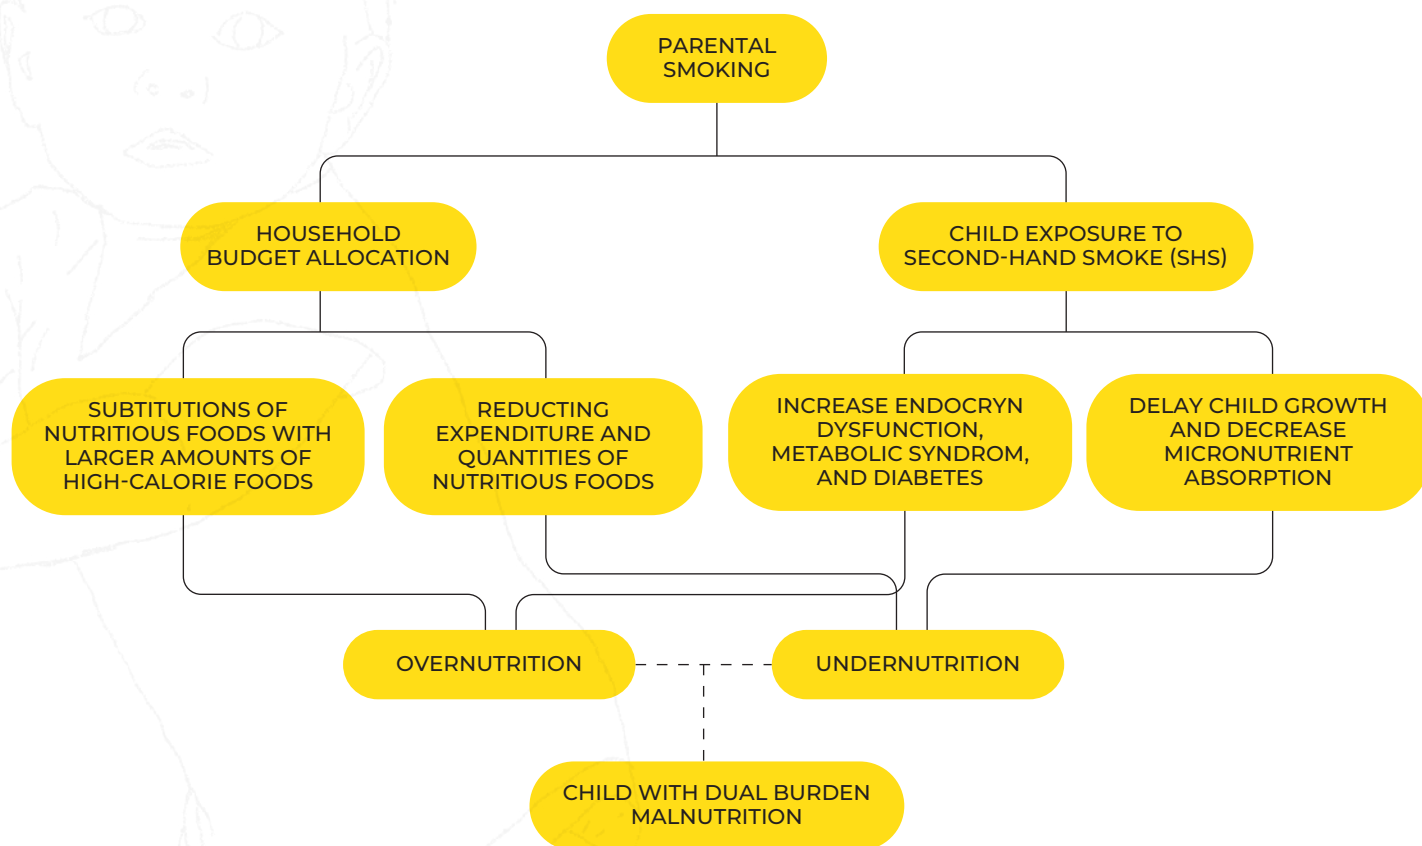 PARENTAL
SMOKING
HOUSEHOLD
BUDGET ALLOCATION
CHILD EXPOSURE TO
SECOND-HAND SMOKE (SHS)
SUBTITUTIONS OF
NUTRITIOUS FOODS WITH
LARGER AMOUNTS OF
HIGH-CALORIE FOODS
REDUCTING
EXPENDITURE AND
QUANTITIES OF
NUTRITIOUS FOODS
INCREASE ENDOCRYN
DYSFUNCTION,
METABOLIC SYNDROM,
AND DIABETES
DELAY CHILD GROWTH
AND DECREASE
MICRONUTRIENT
ABSORPTION
OVERNUTRITION
UNDERNUTRITION
CHILD WITH DUAL BURDEN
MALNUTRITION